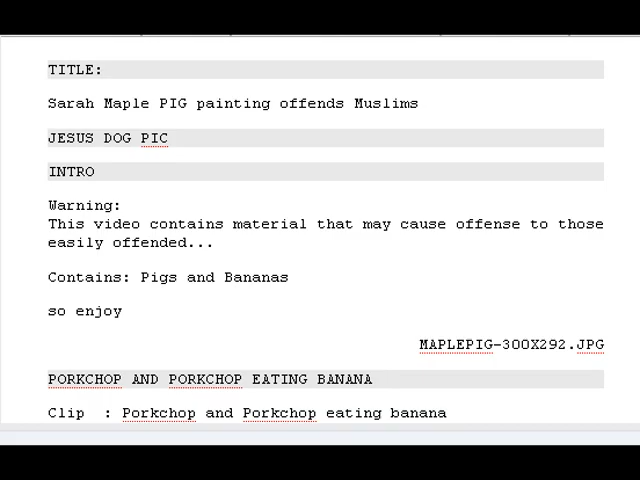 TITLE:
Sarah Maple PIG painting offends Muslims
JESUS DOG PIC
INTRO
Warning:
This video contains material that may cause offense to those
easily offended...
Contains: Pigs and Bananas
so enjoy
MAPLEPIG-300X292.JPG
PORKCHOP AND PORKCHOP EATING BANANA
Clip  : Porkchop and Porkchop eating banana